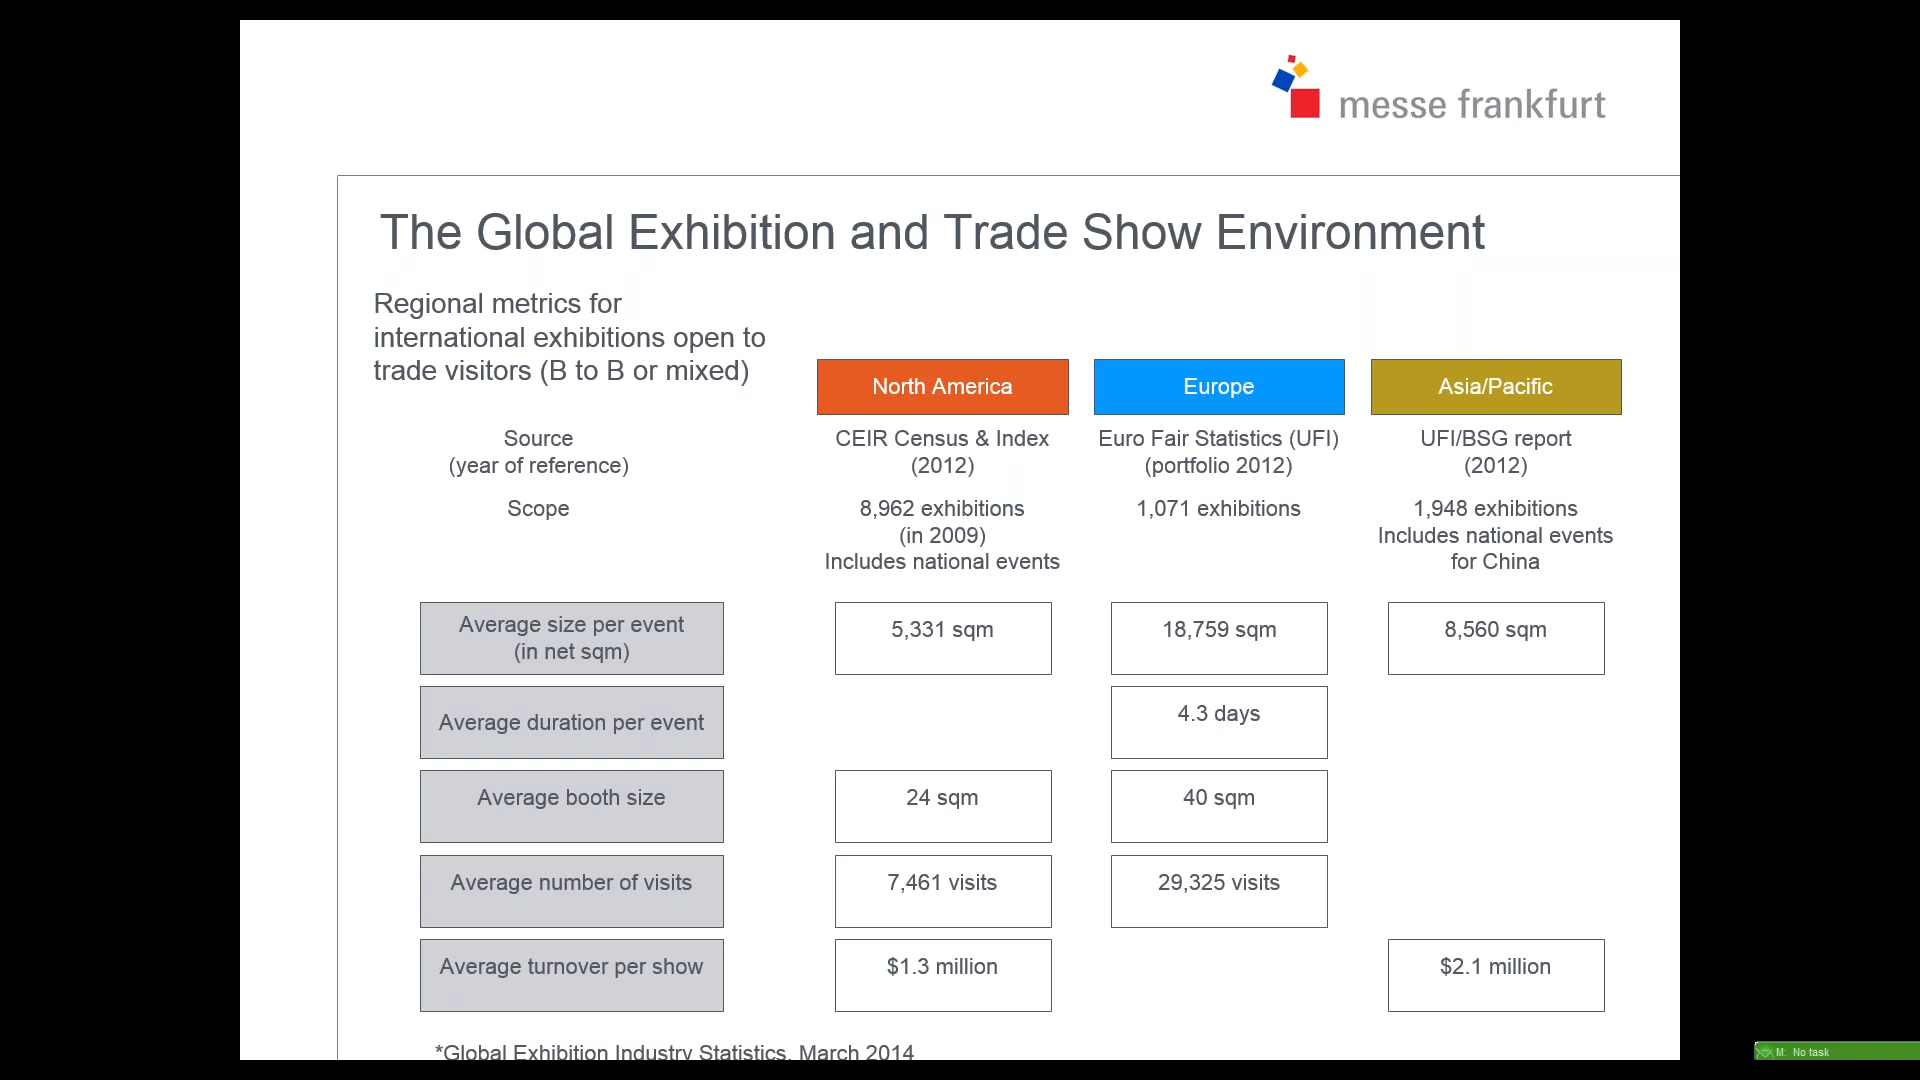 messe frankfurt
The Global Exhibition and Trade Show Environment
Regional metrics for
international exhibitions open to
trade visitors (B to B or mixed)
North America
Europe
Asia/Pacific
Source
(year of reference)
CEIR Census & Index
(2012)
Euro Fair Statistics (UFI)
(portfolio 2012)
UFI/BSG report
(2012)
Scope
8,962 exhibitions
(in 2009)
Includes national events
1,071 exhibitions
1,948 exhibitions
Includes national events
for China
Average size per event
(in net sqm)
5,331 sqm
18,759 sqm
8,560 sqm
Average duration per event
4.3 days
Average booth size
24 sqm
40 sqm
Average number of visits
7,461 visits
29,325 visits
Average turnover per show
$1.3 million
$2.1 million
*Global Exhibition Industry Statistics, March 2014
M: No task